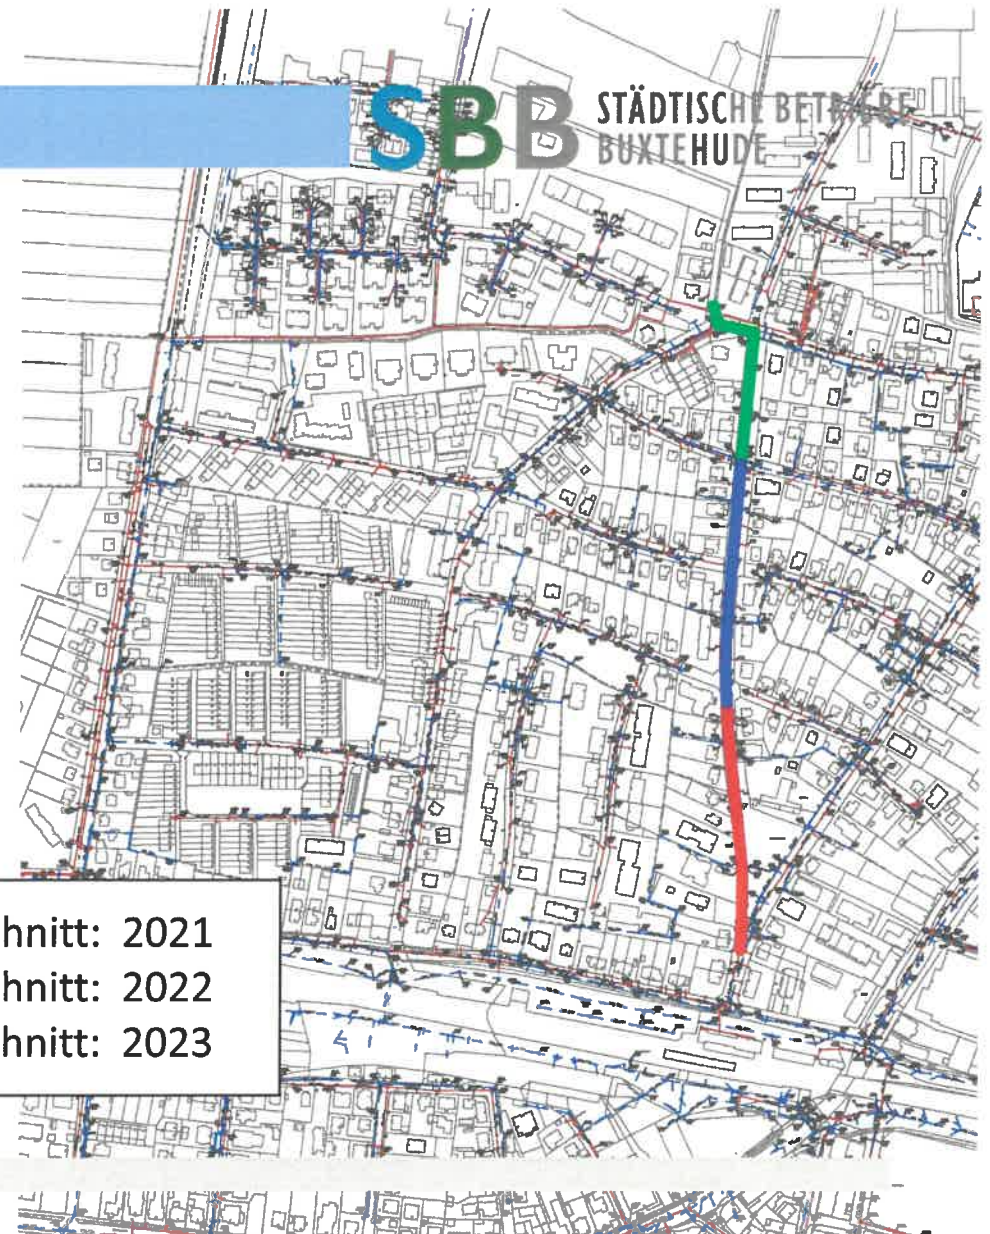 SBB STÄDTISCHE BETRIEBE
BUXTEHUDE
hnitt: 2021
hnitt: 2022
hnitt: 2023